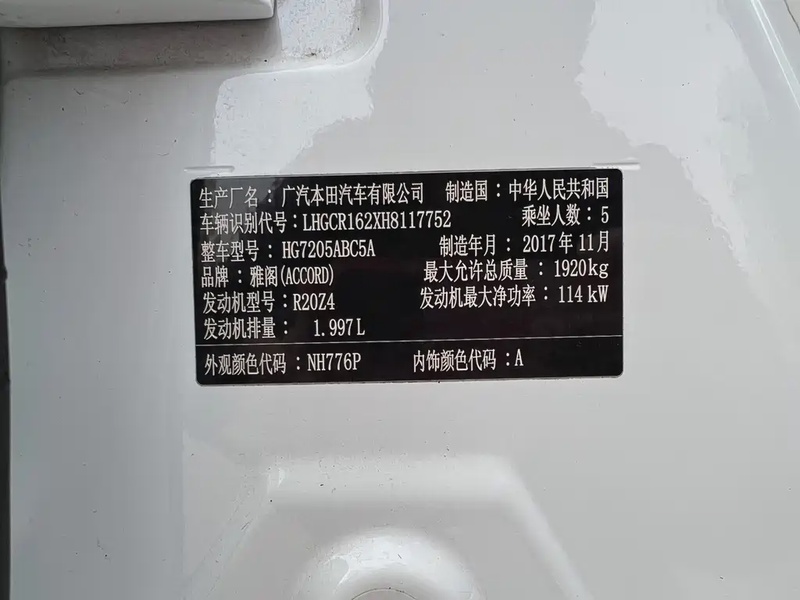 生产厂名：广汽本田汽车有限公司 制造国：中华人民共和国
车辆识别代号：LHGCR162XH8117752 乘坐人数：5
整车型号：HG7205ABC5A 制造年月：2017年11月
品牌：雅阁(ACCORD) 最大允许总质量：1920kg
发动机型号：R20Z4 发动机最大净功率：114kW
发动机排量： 1.997L
外观颜色代码：NH776P 内饰颜色代码：A